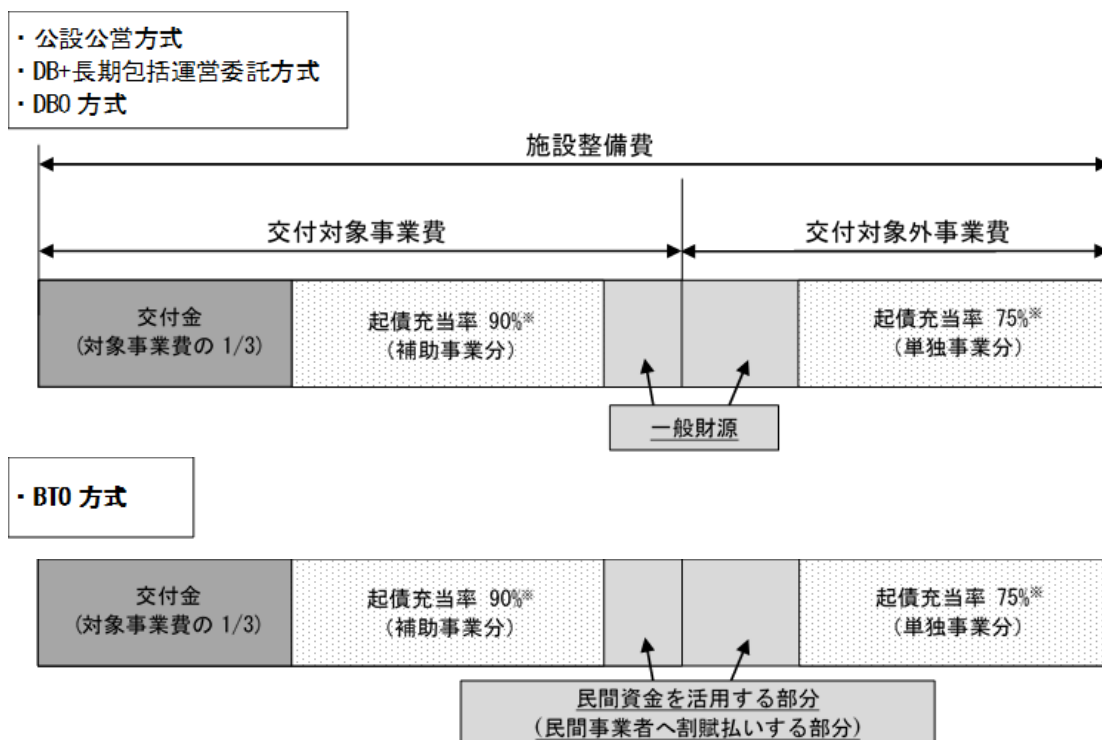 ・公設公営方式
・DB+長期包括運営委託方式
・DBO 方式
施設整備費
交付対象事業費
交付対象外事業費
交付金
(対象事業費の 1/3)
起債充当率 90%※
(補助事業分)
起債充当率 75%※
(単独事業分)
一般財源
・BTO 方式
交付金
(対象事業費の 1/3)
起債充当率 90%※
(補助事業分)
起債充当率 75%※
(単独事業分)
民間資金を活用する部分
(民間事業者へ割賦払いする部分)